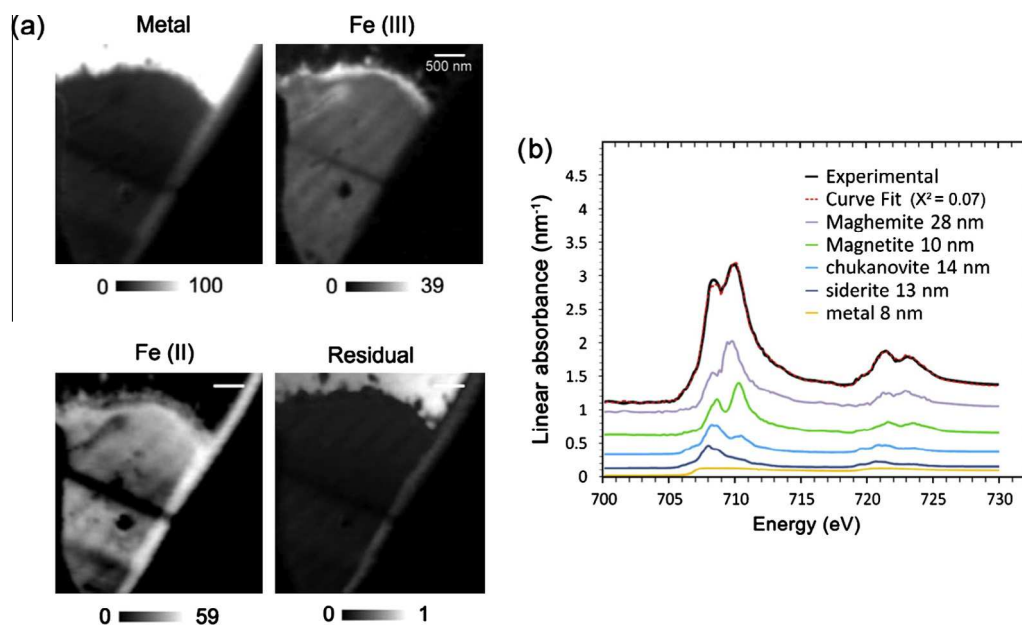 (a)
Metal
Fe (III)
500 nm
0 100
0 39
Fe (II)
Residual
0 59
0 1
(b)
Linear absorbance (nm⁻¹)
4.5
4
3.5
3
2.5
2
1.5
1
0.5
0
Experimental
Curve Fit (X² = 0.07)
Maghemite 28 nm
Magnetite 10 nm
chukanovite 14 nm
siderite 13 nm
metal 8 nm
700 705 710 715 720 725 730
Energy (eV)